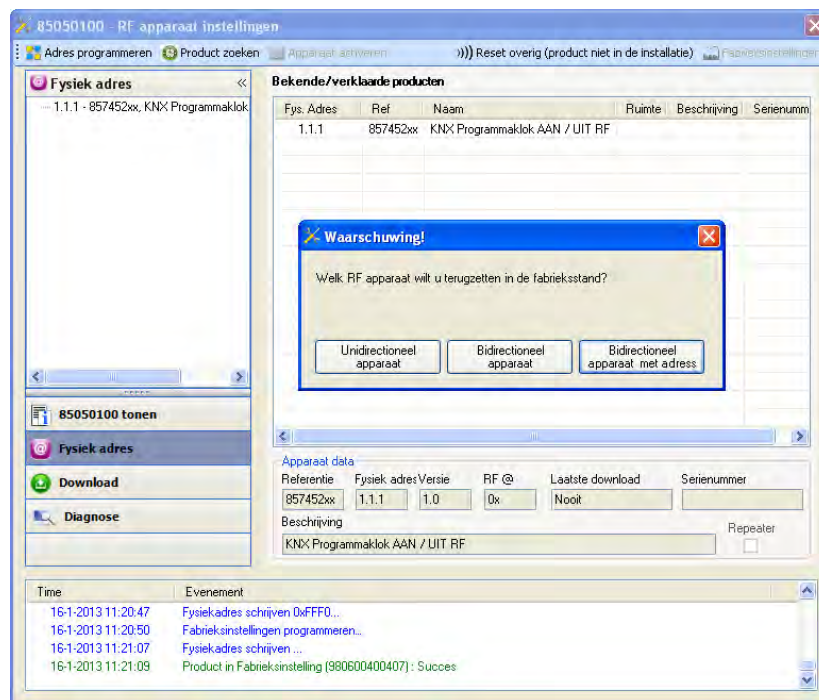 85050100 - RF apparaat instellingen
Adres programmeren Product zoeken Apparaat activeren Reset overig (product niet in de installatie)
Fysiek adres
1.1.1 - 857452xx, KNX Programmaklok
Bekende/verklaarde producten
Fys. Adres Ref Naam Ruimte Beschrijving Serienumm
1.1.1 857452xx KNX Programmaklok AAN / UIT RF
Waarschuwing!
Welk RF apparaat wilt u terugzetten in de fabrieksstand?
Unidirectioneel apparaat
Bidirectioneel apparaat
Bidirectioneel apparaat met adress
85050100 tonen
Fysiek adres
Download
Diagnose
Apparaat data
Referentie Fysiek adres Versie RF @ Laatste download Serienummer
857452xx 1.1.1 1.0 0x Nooit
Beschrijving
Repeater
KNX Programmaklok AAN / UIT RF
Time Evenement
16-1-2013 11:20:47 Fysiekadres schrijven 0xFFF0...
16-1-2013 11:20:50 Fabrieksinstellingen programmeren...
16-1-2013 11:21:07 Fysiekadres schrijven ...
16-1-2013 11:21:09 Product in Fabrieksinstelling (980600400407) : Succes